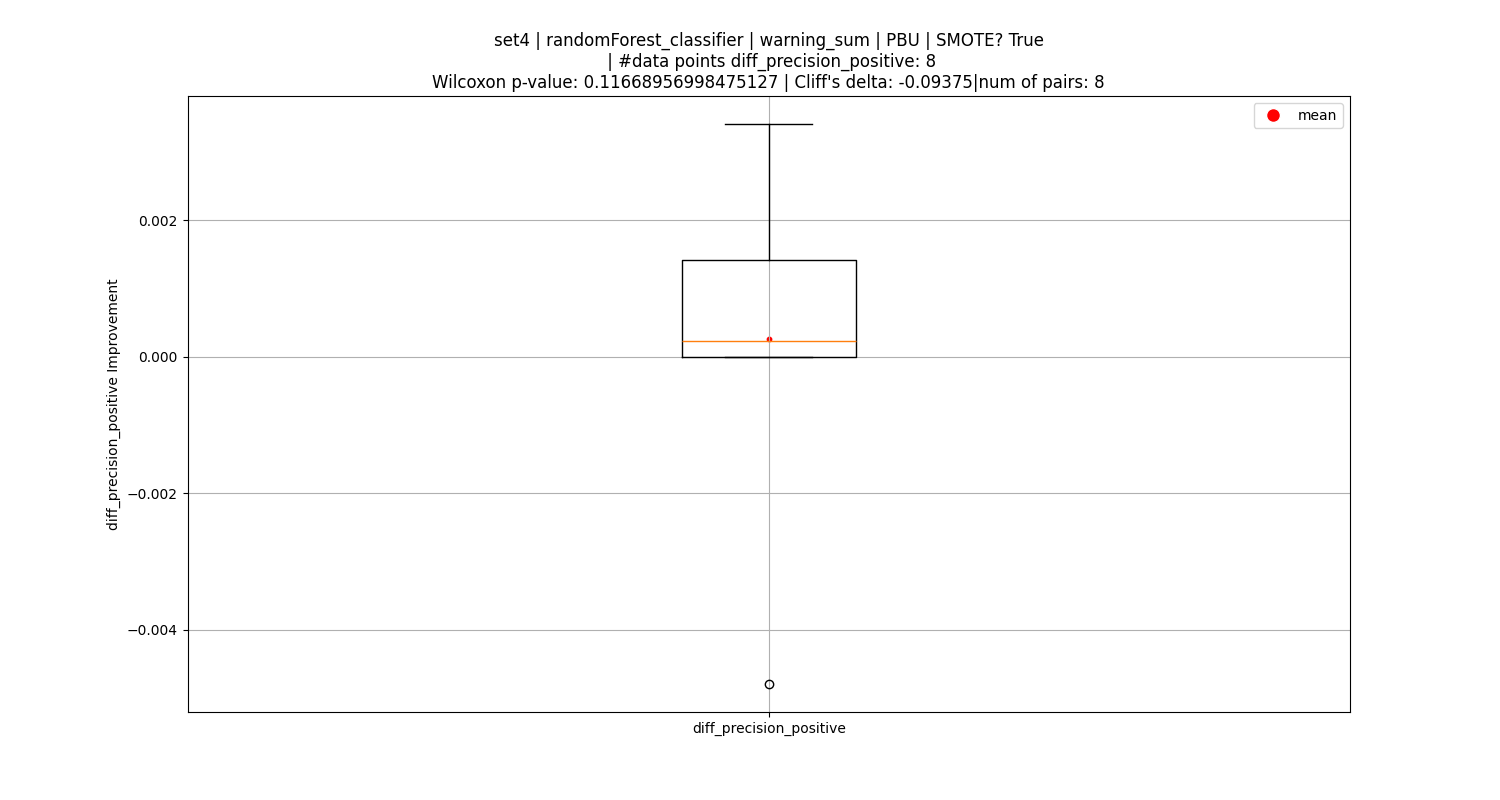 set4 | randomForest_classifier | warning_sum | PBU | SMOTE? True
| #data points diff_precision_positive: 8
Wilcoxon p-value: 0.11668956998475127 | Cliff's delta: -0.09375|num of pairs: 8
mean
0.002
0.000
−0.002
−0.004
diff_precision_positive Improvement
diff_precision_positive